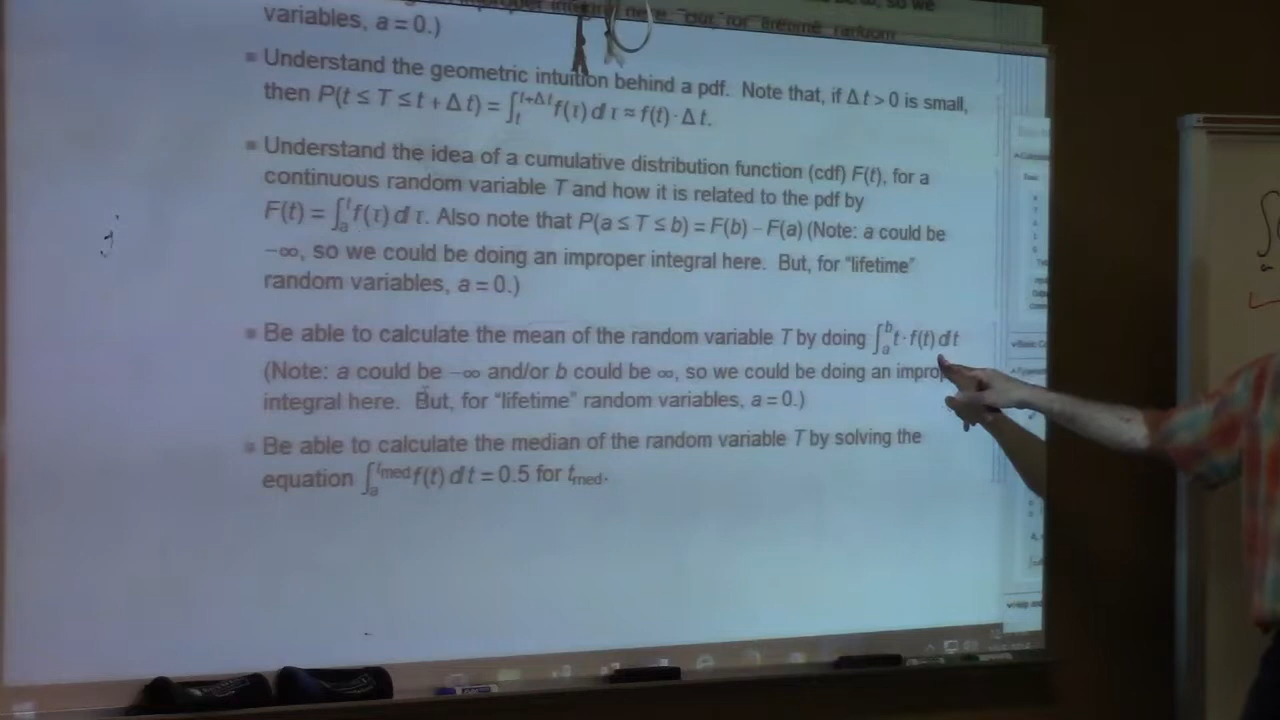 variables, a = 0.)
Understand the geometric intuition behind a pdf. Note that, if Δt > 0 is small,
then P(t ≤ T ≤ t + Δt) = ∫_t^{t+Δt} f(τ) dτ ≈ f(t)·Δt.
Understand the idea of a cumulative distribution function (cdf) F(t), for a
continuous random variable T and how it is related to the pdf by
F(t) = ∫_a^t f(τ) dτ. Also note that P(a ≤ T ≤ b) = F(b) − F(a) (Note: a could be
−∞, so we could be doing an improper integral here. But, for "lifetime"
random variables, a = 0.)
Be able to calculate the mean of the random variable T by doing ∫_a^b t·f(t) dt
(Note: a could be −∞ and/or b could be ∞, so we could be doing an
integral here. But, for "lifetime" random variables, a = 0.)
Be able to calculate the median of the random variable T by solving the
equation ∫_a^{t_med} f(t) dt = 0.5 for t_med.